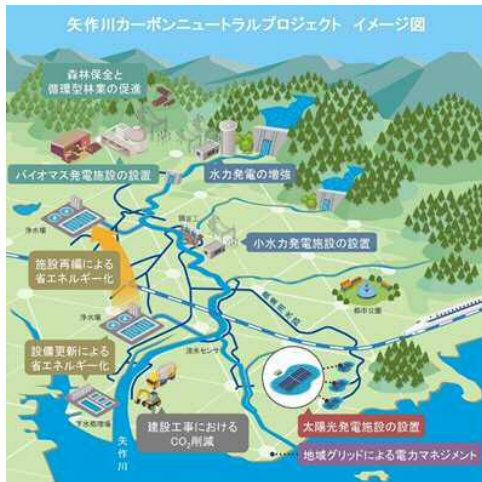 矢作川カーボンニュートラルプロジェクト イメージ図
森林保全と
循環型林業の促進
バイオマス発電施設の設置
水力発電の増強
浄水場
小水力発電施設の設置
施設再編による
省エネルギー化
浄水場
都市公園
設備更新による
省エネルギー化
流水センサ
下水処理場
矢作川
建設工事における
CO₂削減
太陽光発電施設の設置
地域グリッドによる電力マネジメント